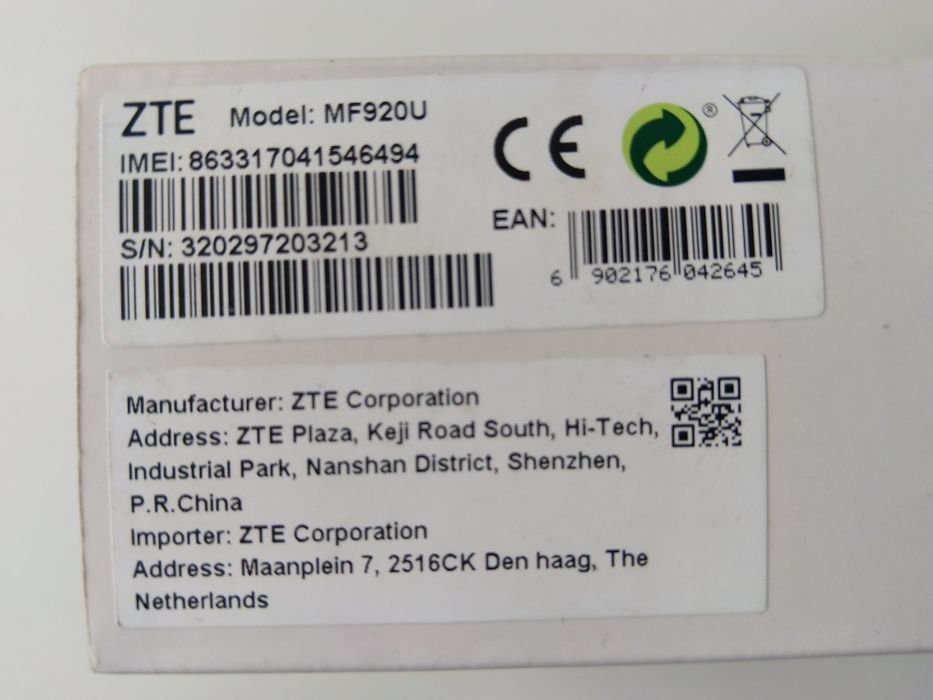 ZTE Model: MF920U
IMEI: 863317041546494
S/N: 320297203213
CE
®
EAN:
6 902176 042645
Manufacturer: ZTE Corporation
Address: ZTE Plaza, Keji Road South, Hi-Tech,
Industrial Park, Nanshan District, Shenzhen,
P.R.China
Importer: ZTE Corporation
Address: Maanplein 7, 2516CK Den haag, The
Netherlands